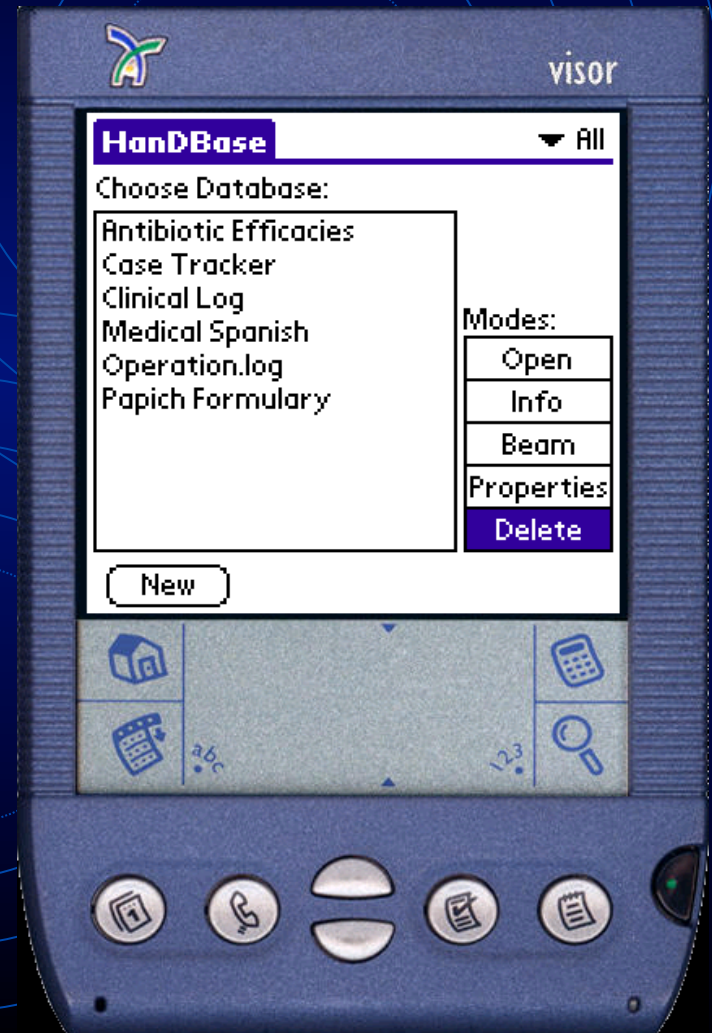 visor
HanDBase
All
Choose Database:
Antibiotic Efficacies
Case Tracker
Clinical Log
Medical Spanish
Operation.log
Papich Formulary
Modes:
Open
Info
Beam
Properties
Delete
New
abc
123
1